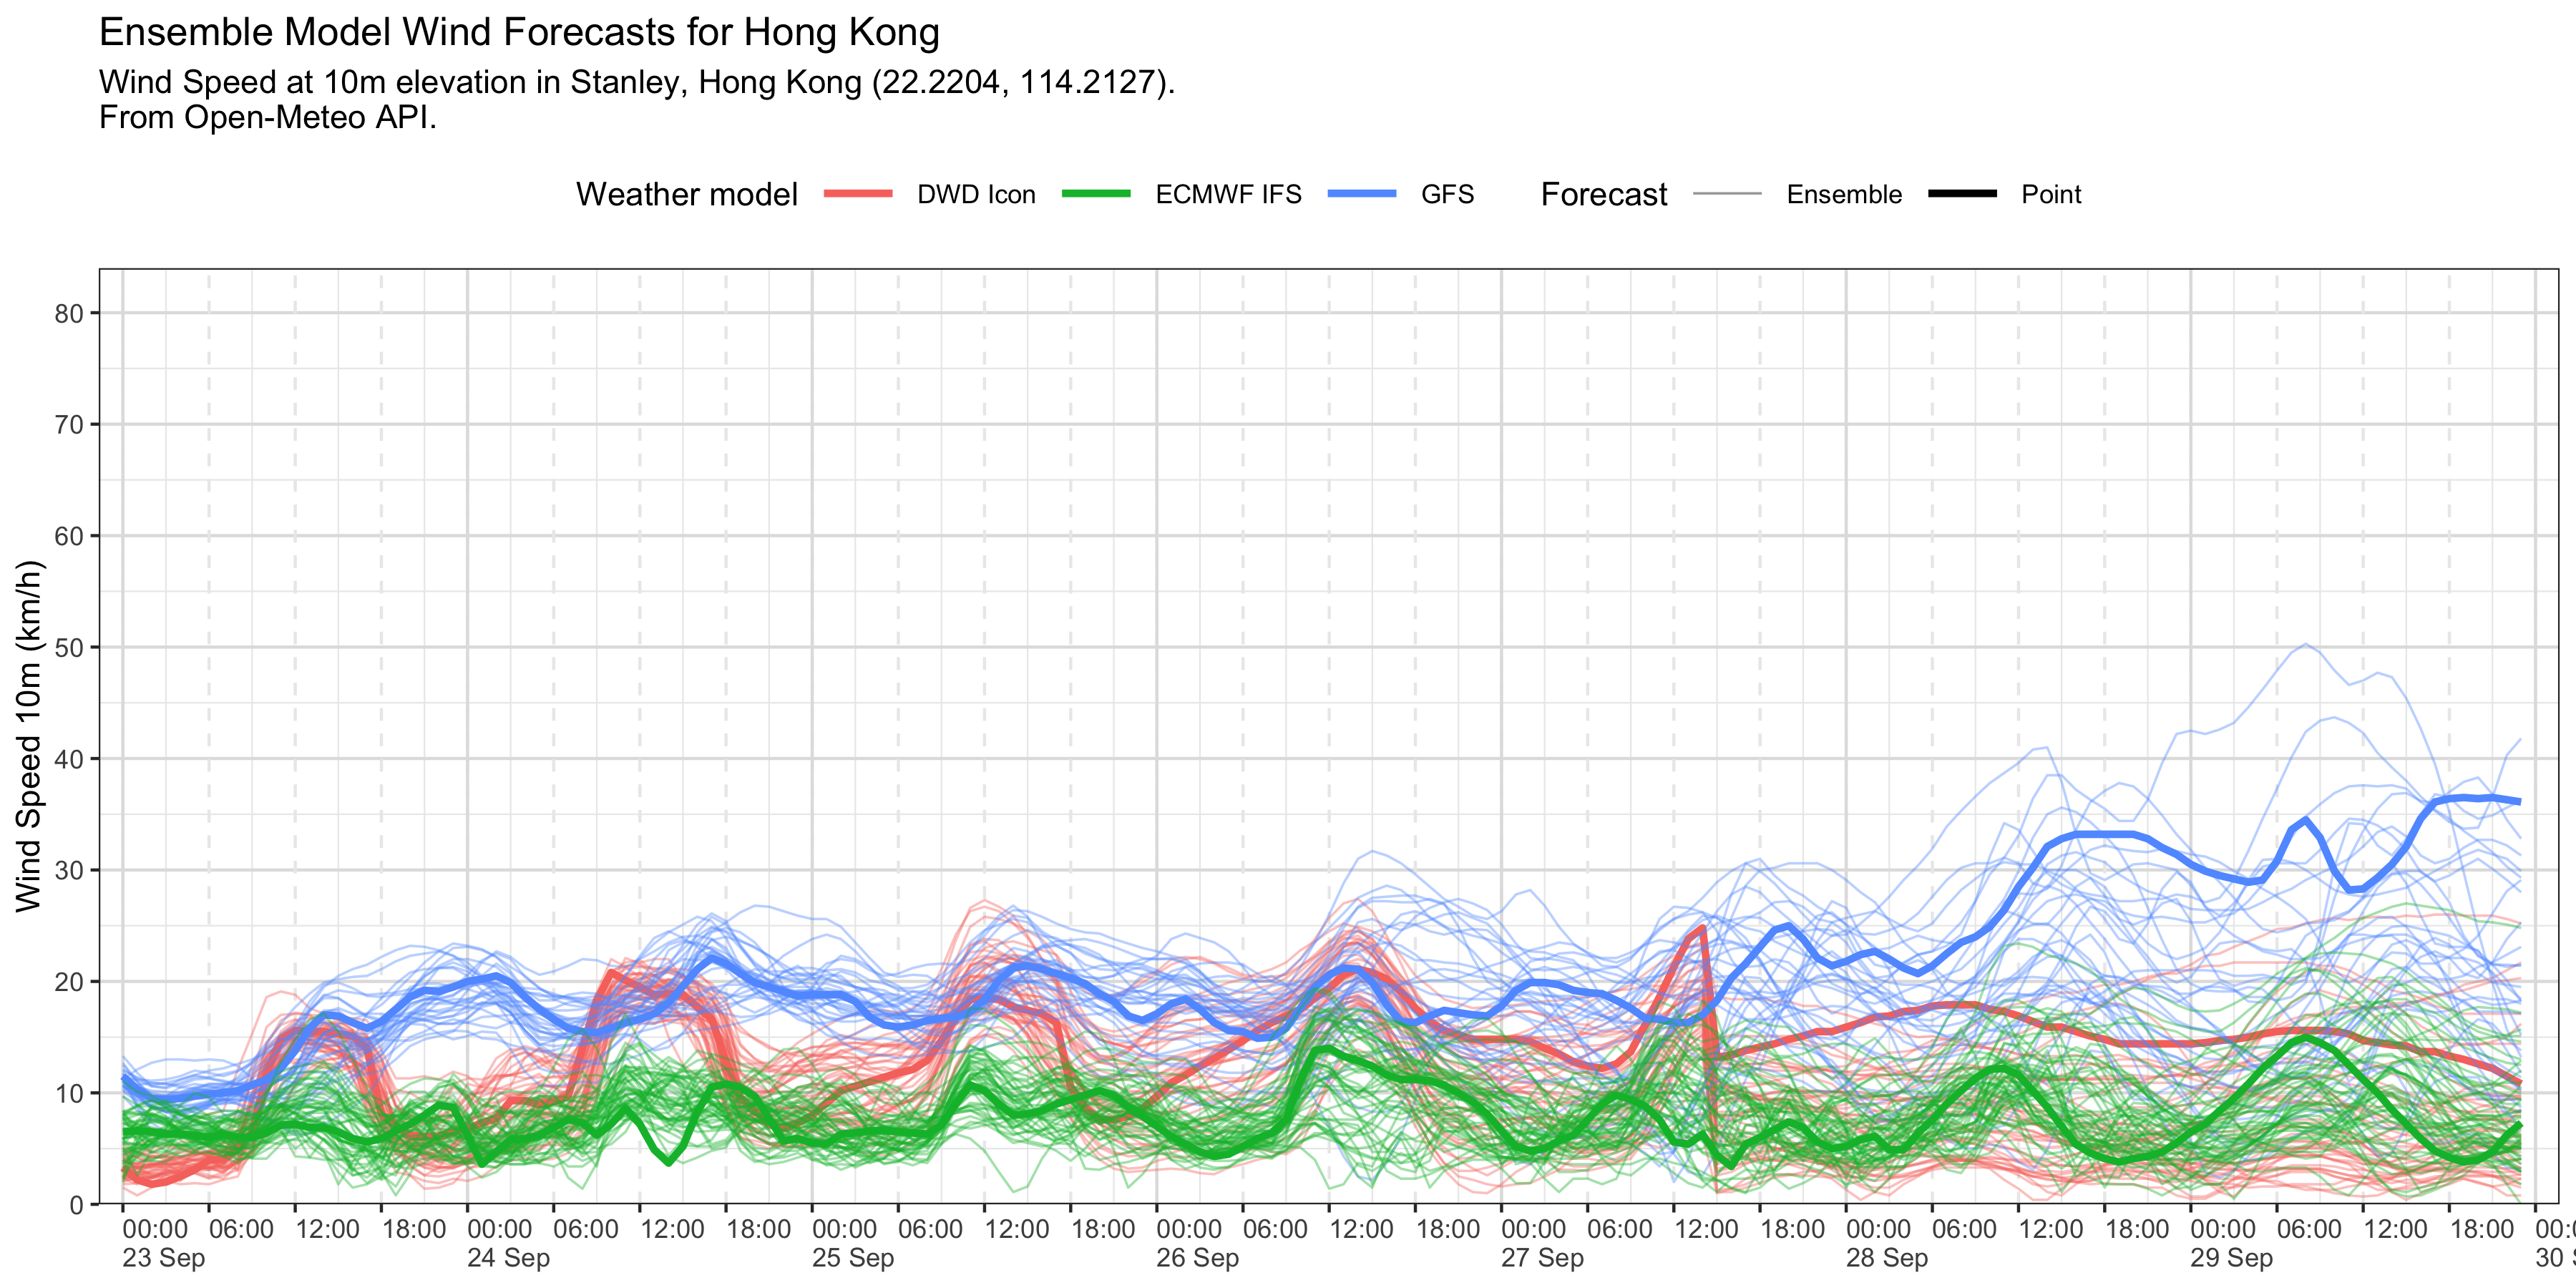 Ensemble Model Wind Forecasts for Hong Kong
Wind Speed at 10m elevation in Stanley, Hong Kong (22.2204, 114.2127).
From Open-Meteo API.
Weather model DWD Icon ECMWF IFS GFS Forecast Ensemble Point
Wind Speed 10m (km/h)
80
70
60
50
40
30
20
10
0
00:00 06:00 12:00 18:00 00:00 06:00 12:00 18:00 00:00 06:00 12:00 18:00 00:00 06:00 12:00 18:00 00:00 06:00 12:00 18:00 00:00 06:00 12:00 18:00 00:00 06:00 12:00 18:00 00:0
23 Sep 24 Sep 25 Sep 26 Sep 27 Sep 28 Sep 29 Sep 30 S